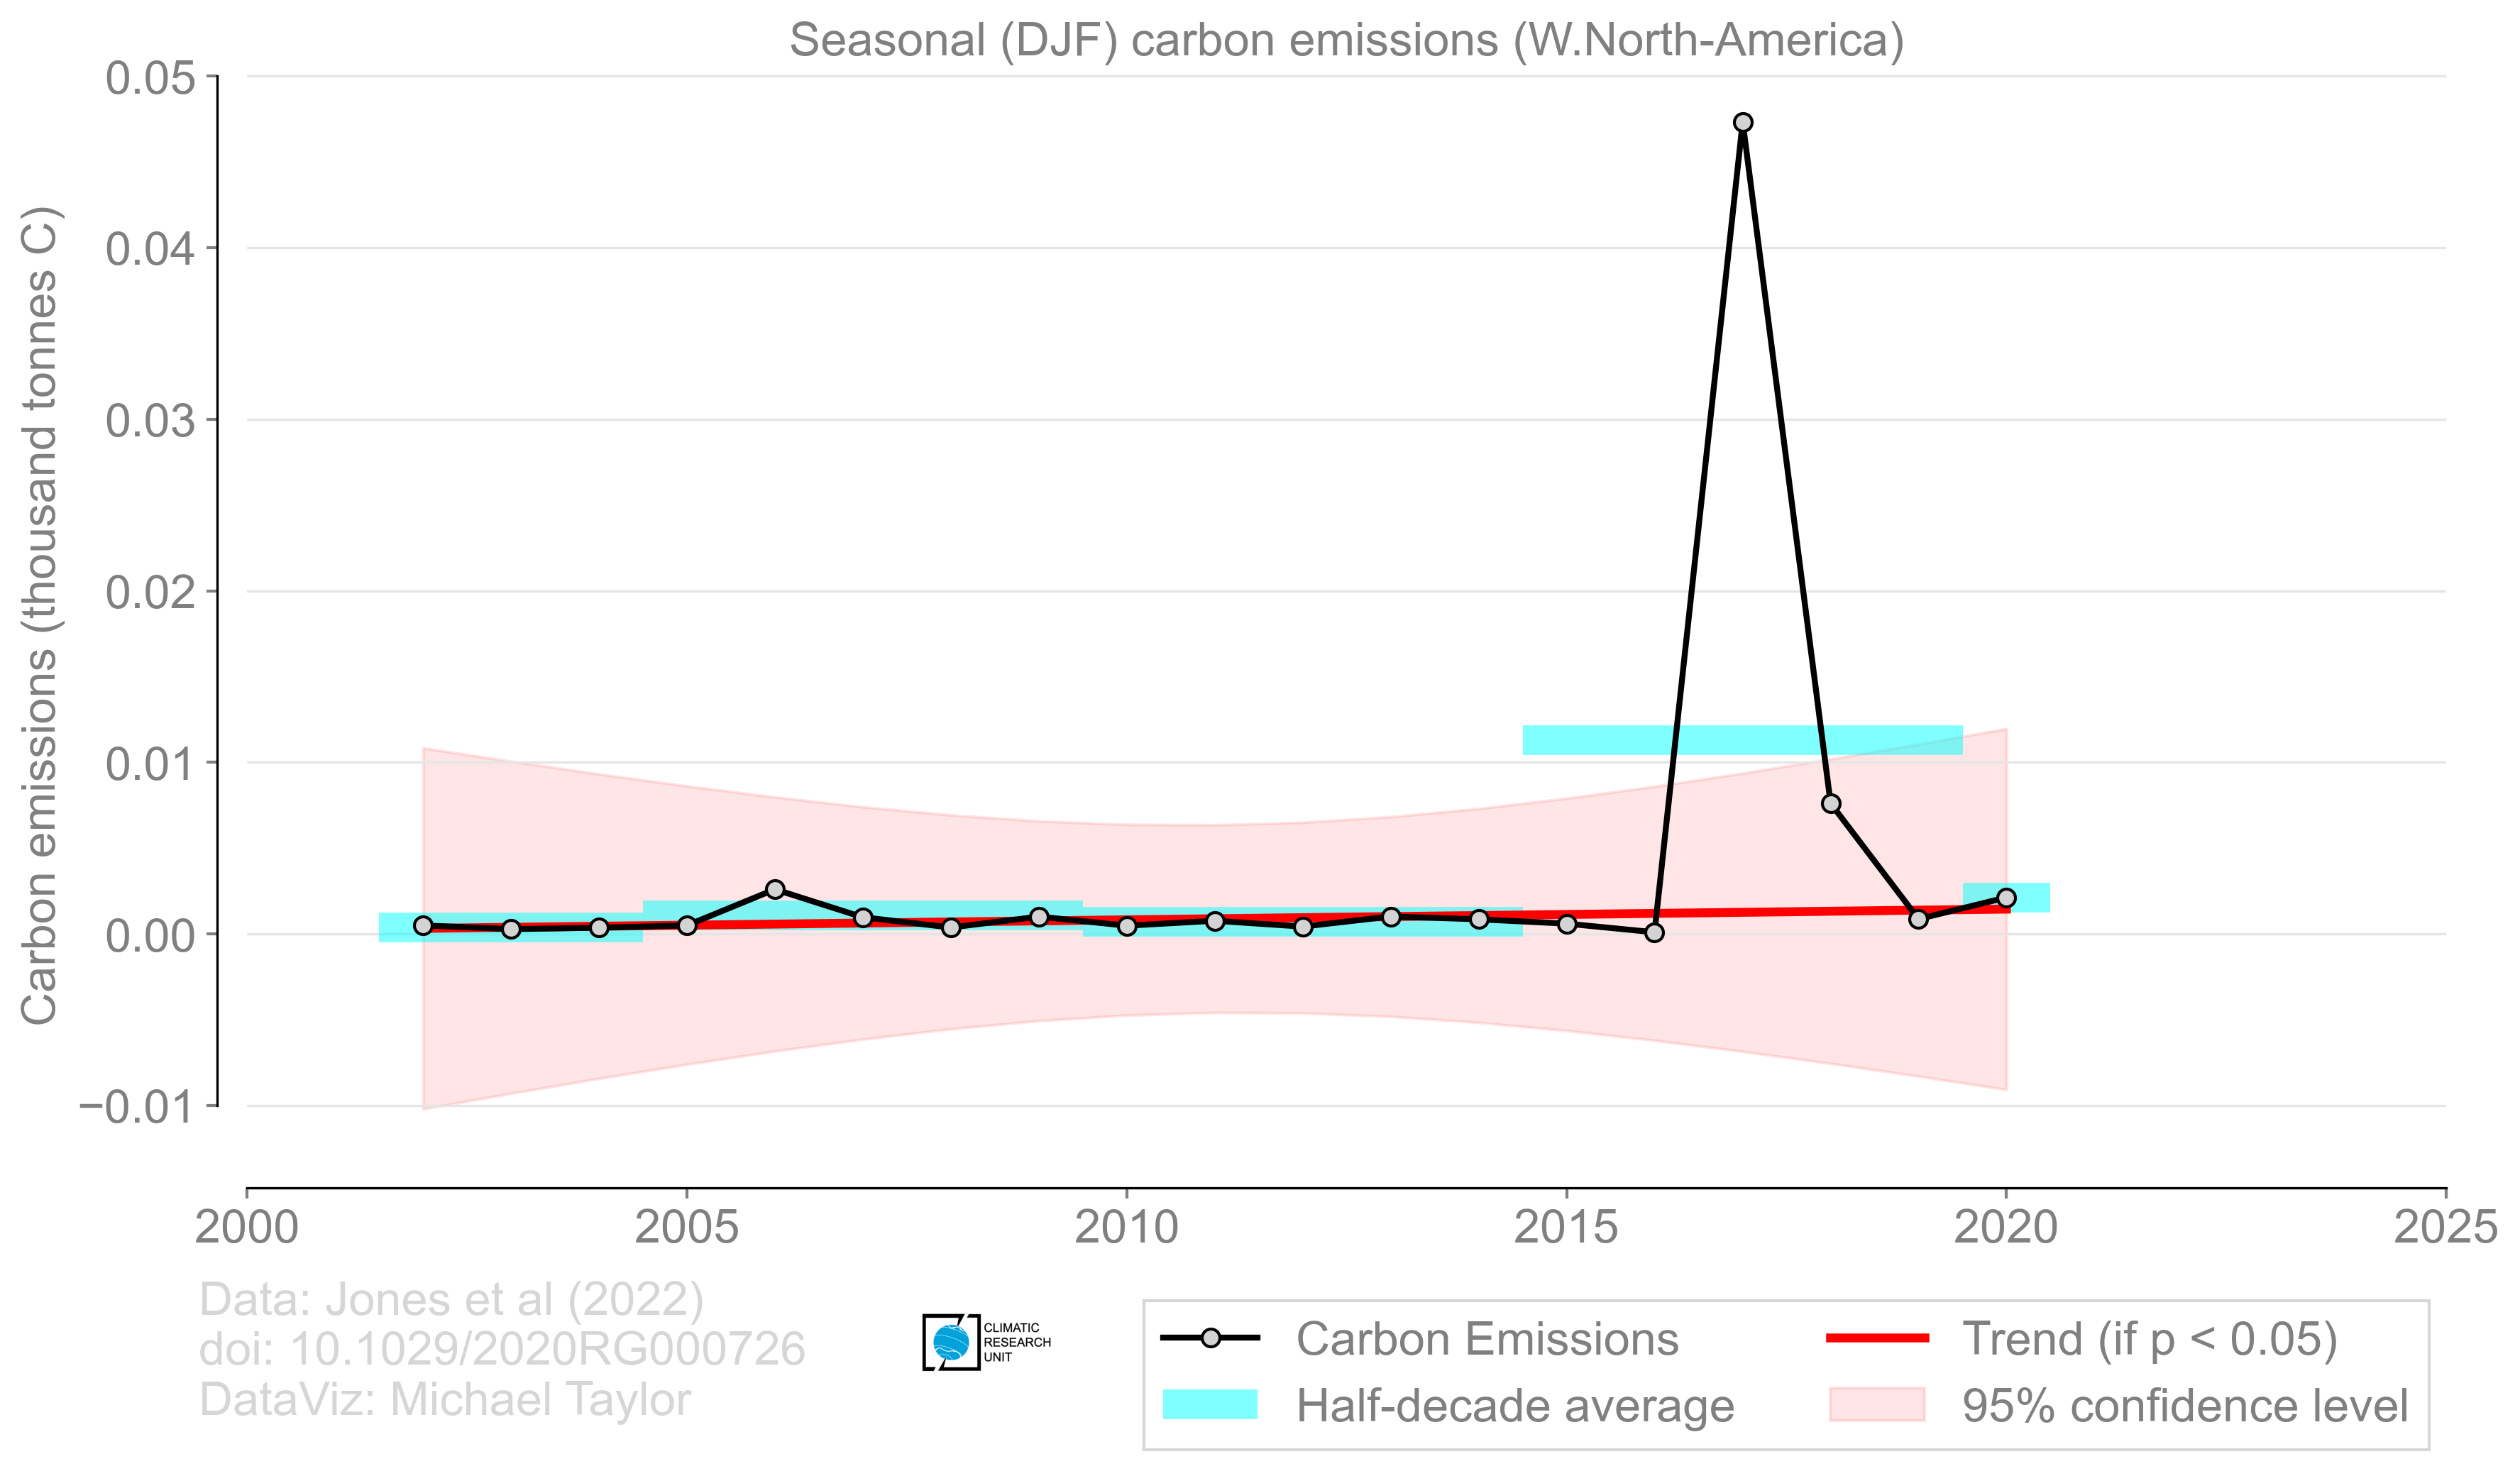 Seasonal (DJF) carbon emissions (W.North-America)
Carbon emissions (thousand tonnes C)
0.05
0.04
0.03
0.02
0.01
0.00
−0.01
2000 2005 2010 2015 2020 2025
Data: Jones et al (2022)
doi: 10.1029/2020RG000726
DataViz: Michael Taylor
CLIMATIC
RESEARCH
UNIT
Carbon Emissions
Half-decade average
Trend (if p < 0.05)
95% confidence level